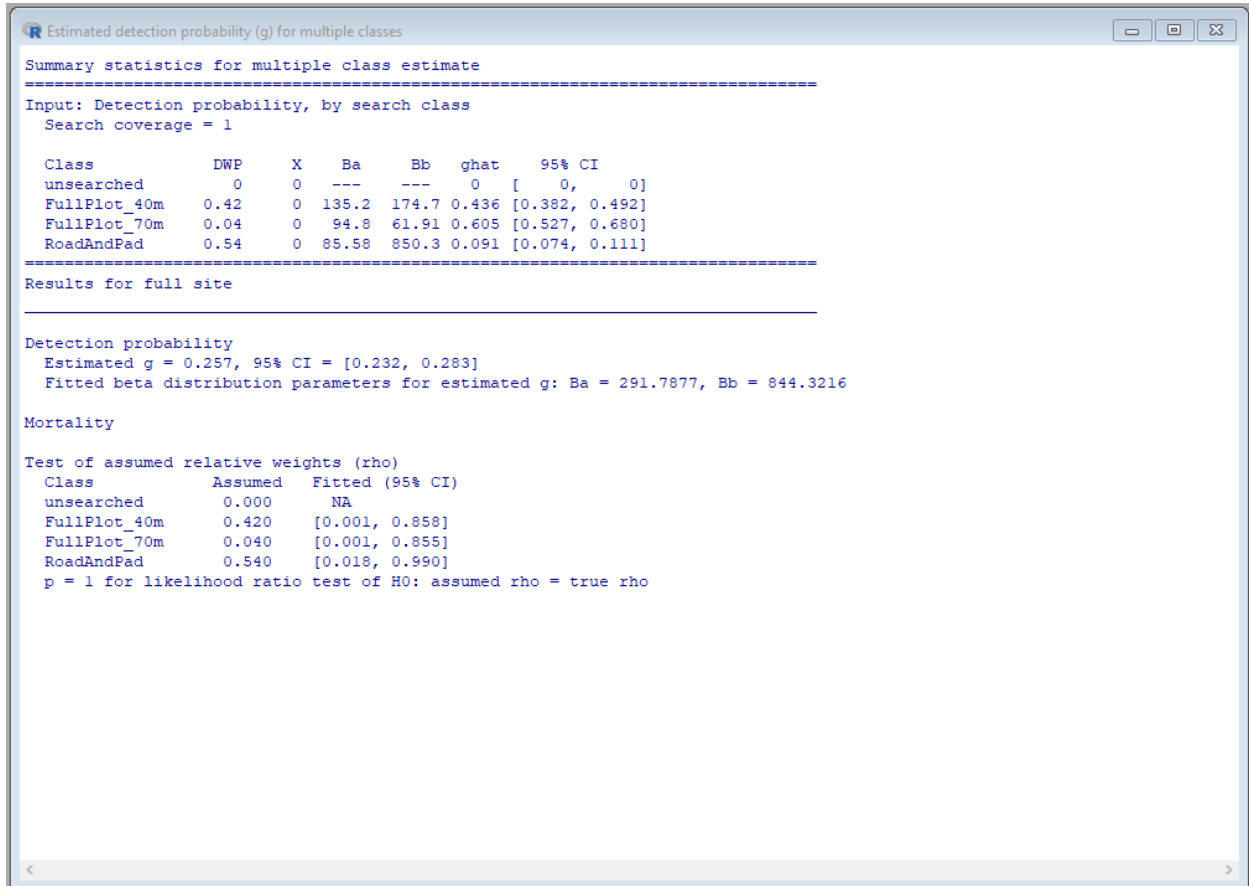 Estimated detection probability (g) for multiple classes
Summary statistics for multiple class estimate
================================================================================
Input: Detection probability, by search class
  Search coverage = 1
  Class          DWP    X    Ba    Bb   ghat    95% CI
  unsearched       0    0   ---   ---    0   [    0,     0]
  FullPlot_40m  0.42    0  135.2  174.7 0.436 [0.382, 0.492]
  FullPlot_70m  0.04    0   94.8  61.91 0.605 [0.527, 0.680]
  RoadAndPad    0.54    0  85.58  850.3 0.091 [0.074, 0.111]
================================================================================
Results for full site
Detection probability
  Estimated g = 0.257, 95% CI = [0.232, 0.283]
  Fitted beta distribution parameters for estimated g: Ba = 291.7877, Bb = 844.3216
Mortality
Test of assumed relative weights (rho)
  Class          Assumed   Fitted (95% CI)
  unsearched      0.000      NA
  FullPlot_40m    0.420    [0.001, 0.858]
  FullPlot_70m    0.040    [0.001, 0.855]
  RoadAndPad      0.540    [0.018, 0.990]
  p = 1 for likelihood ratio test of H0: assumed rho = true rho